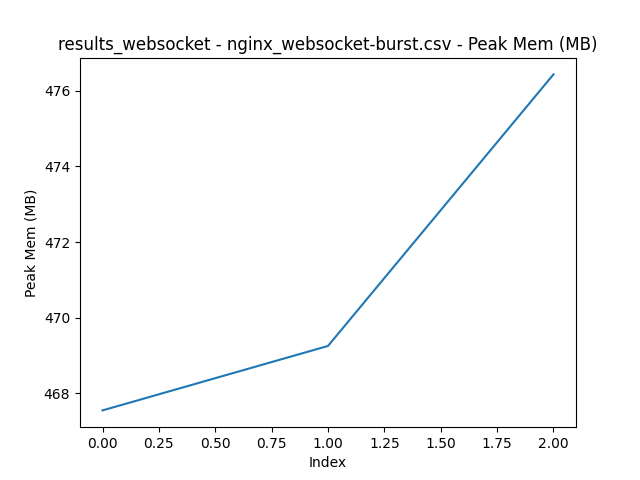 results_websocket - nginx_websocket-burst.csv - Peak Mem (MB)
476
474
472
470
468
Peak Mem (MB)
0.00 0.25 0.50 0.75 1.00 1.25 1.50 1.75 2.00
Index